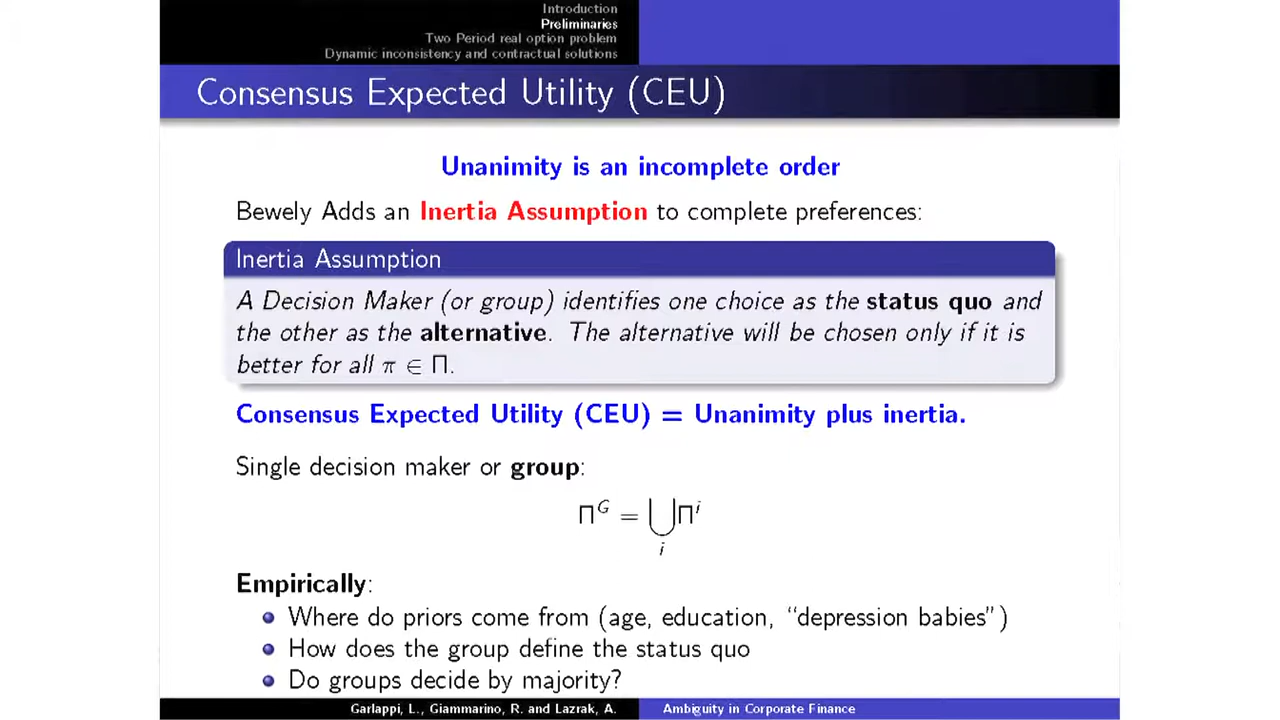 Introduction
Preliminaries
Two Period real option problem
Dynamic inconsistency and contractual solutions
Consensus Expected Utility (CEU)
Unanimity is an incomplete order
Bewely Adds an Inertia Assumption to complete preferences:
Inertia Assumption
A Decision Maker (or group) identifies one choice as the status quo and
the other as the alternative. The alternative will be chosen only if it is
better for all π ∈ Π.
Consensus Expected Utility (CEU) = Unanimity plus inertia.
Single decision maker or group:
Π^G = ⋃_i Π^i
Empirically:
Where do priors come from (age, education, “depression babies”)
How does the group define the status quo
Do groups decide by majority?
Garlappi, L., Giammarino, R. and Lazrak, A. Ambiguity in Corporate Finance